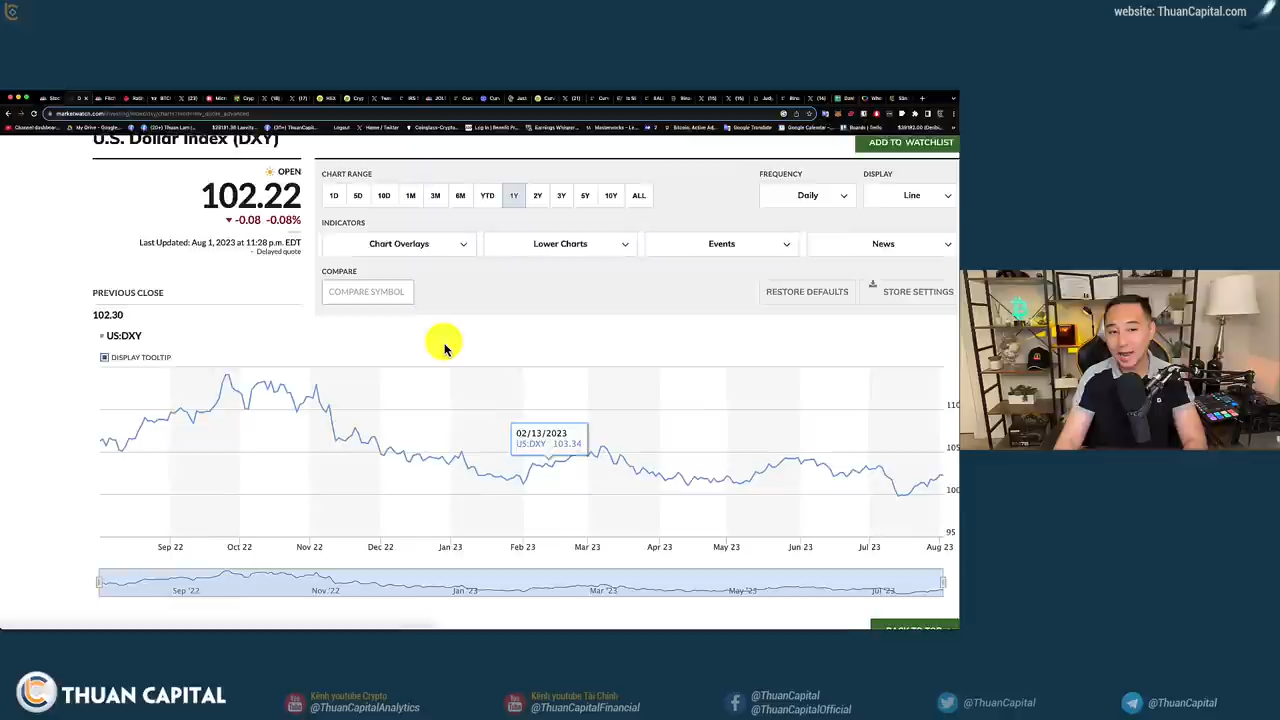 website: ThuanCapital.com
U.S. Dollar Index (DXY)
ADD TO WATCHLIST
OPEN
102.22
-0.08 -0.08%
Last Updated: Aug 1, 2023 at 11:28 p.m. EDT
Delayed quote
PREVIOUS CLOSE
102.30
CHART RANGE
1D 5D 10D 1M 3M 6M YTD 1Y 2Y 3Y 5Y 10Y ALL
FREQUENCY
Daily
DISPLAY
Line
INDICATORS
Chart Overlays
Lower Charts
Events
News
COMPARE
COMPARE SYMBOL
RESTORE DEFAULTS
STORE SETTINGS
US:DXY
DISPLAY TOOLTIP
02/13/2023
US:DXY 103.34
110
105
100
95
Sep 22 Oct 22 Nov 22 Dec 22 Jan 23 Feb 23 Mar 23 Apr 23 May 23 Jun 23 Jul 23 Aug 23
Sep '22 Nov '22 Jan '23 Mar '23 May '23 Jul '23
BACK TO TOP
THUAN CAPITAL
Kênh youtube Crypto
@ThuanCapitalAnalytics
Kênh youtube Tài Chính
@ThuanCapitalFinancial
@ThuanCapital
@ThuanCapitalOfficial
@ThuanCapital
@ThuanCapital